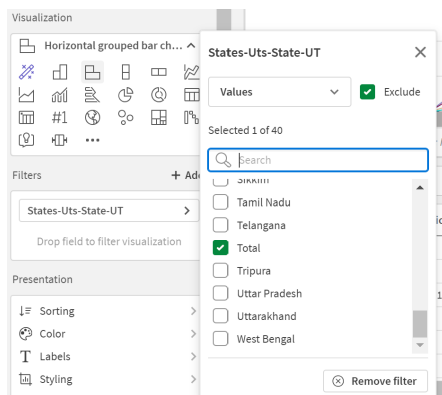 Visualization
Horizontal grouped bar ch...
#1
Filters
+ Add
States-Uts-State-UT
Drop field to filter visualization
Presentation
Sorting
Color
Labels
Styling
States-Uts-State-UT
Values
Exclude
Selected 1 of 40
Search
Sikkim
Tamil Nadu
Telangana
Total
Tripura
Uttar Pradesh
Uttarakhand
West Bengal
Remove filter